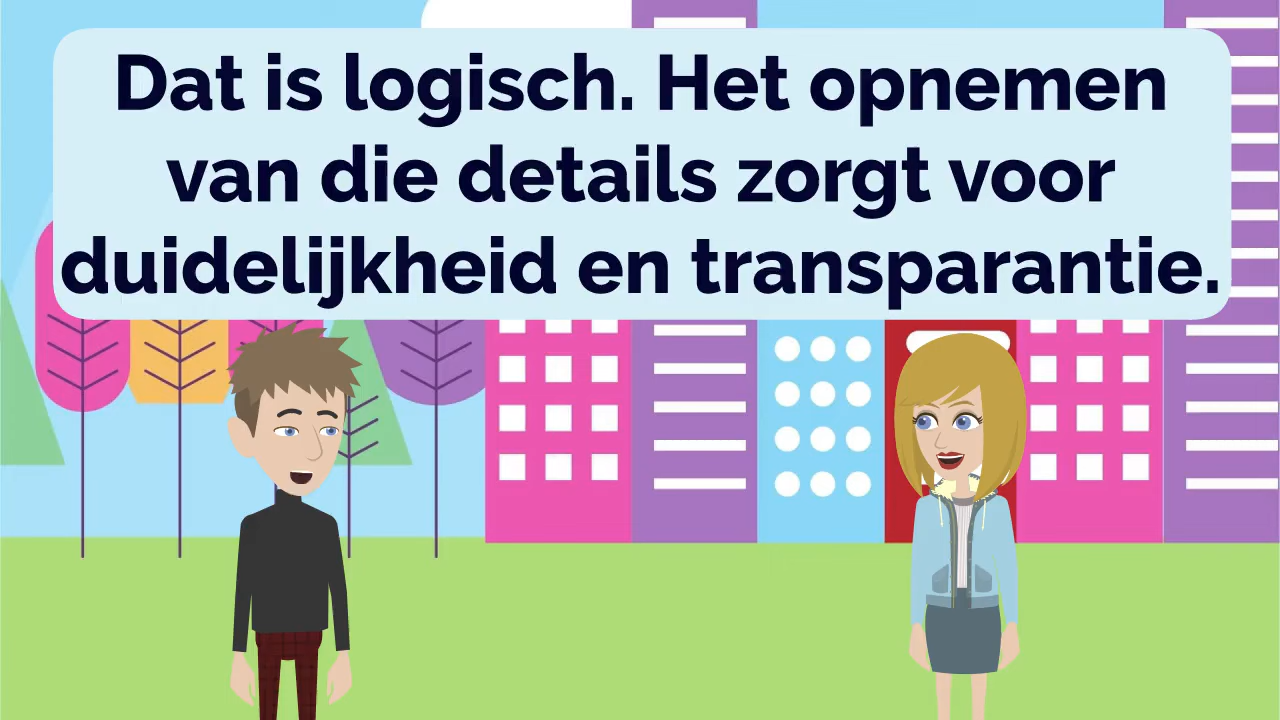 Dat is logisch. Het opnemen
van die details zorgt voor
duidelijkheid en transparantie.